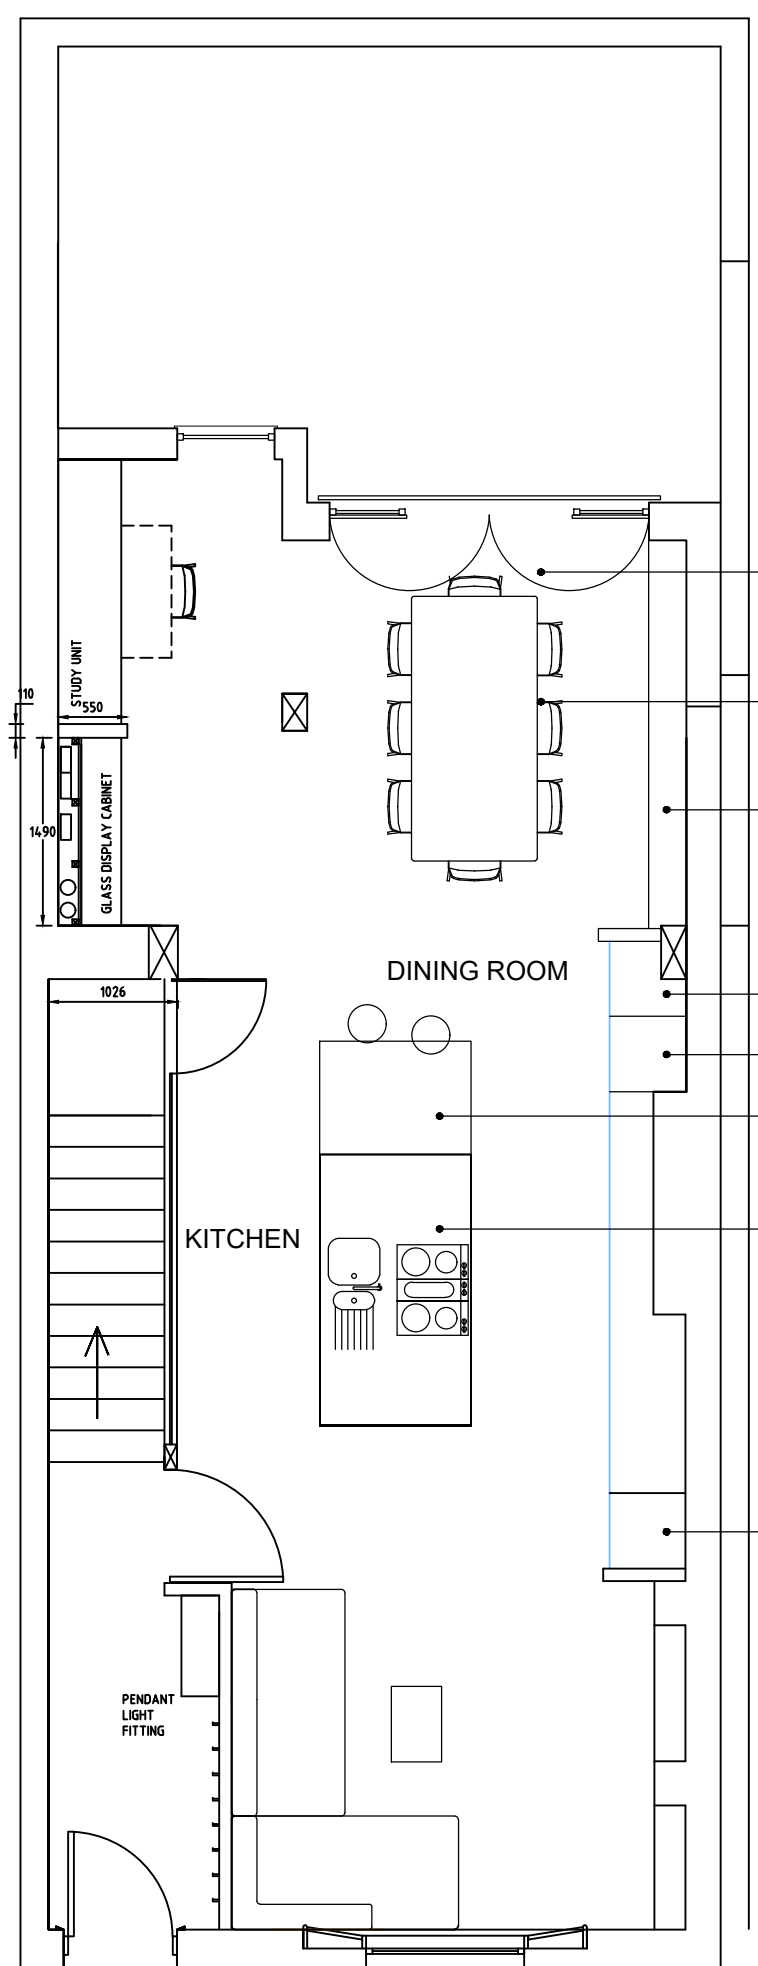 STUDY UNIT
110
550
1490
GLASS DISPLAY CABINET
DINING ROOM
1026
KITCHEN
PENDANT
LIGHT
FITTING